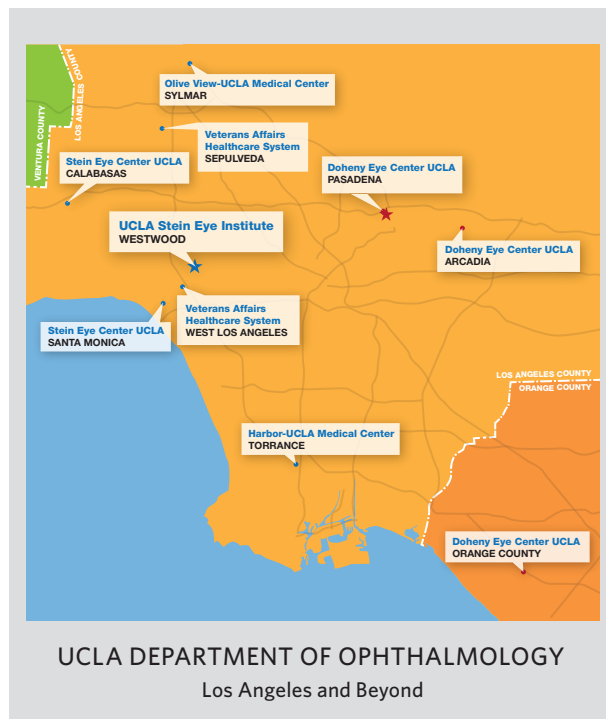 Olive View-UCLA Medical Center
SYLMAR
VENTURA COUNTY
LOS ANGELES COUNTY
Veterans Affairs
Healthcare System
SEPULVEDA
Stein Eye Center UCLA
CALABASAS
Doheny Eye Center UCLA
PASADENA
UCLA Stein Eye Institute
WESTWOOD
Doheny Eye Center UCLA
ARCADIA
Veterans Affairs
Healthcare System
WEST LOS ANGELES
Stein Eye Center UCLA
SANTA MONICA
LOS ANGELES COUNTY
ORANGE COUNTY
Harbor-UCLA Medical Center
TORRANCE
Doheny Eye Center UCLA
ORANGE COUNTY
UCLA DEPARTMENT OF OPHTHALMOLOGY
Los Angeles and Beyond